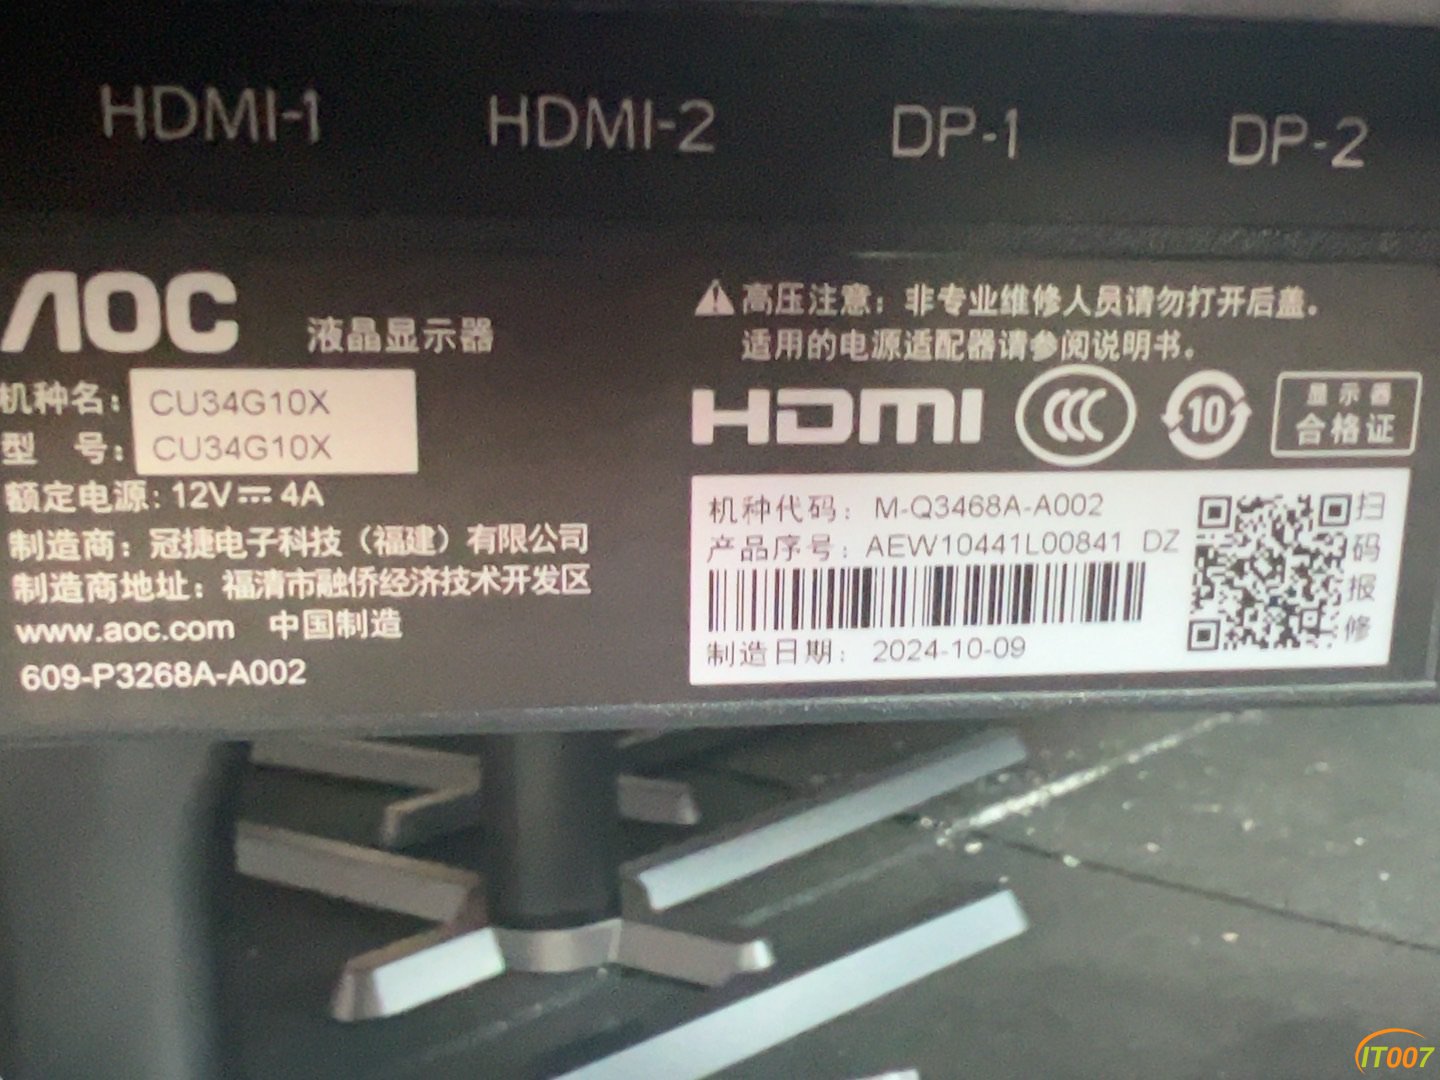 HDMI-1 HDMI-2 DP-1 DP-2
AOC 液晶显示器
机种名: CU34G10X
型 号: CU34G10X
额定电源: 12V 4A
制造商: 冠捷电子科技（福建）有限公司
制造商地址: 福清市融侨经济技术开发区
www.aoc.com 中国制造
609-P3268A-A002
高压注意: 非专业维修人员请勿打开后盖。
适用的电源适配器请参阅说明书。
HDMI CCC 10 显示器
合格证
机种代码: M-Q3468A-A002
产品序号: AEW10441L00841 DZ
制造日期: 2024-10-09
扫码报修
IT007